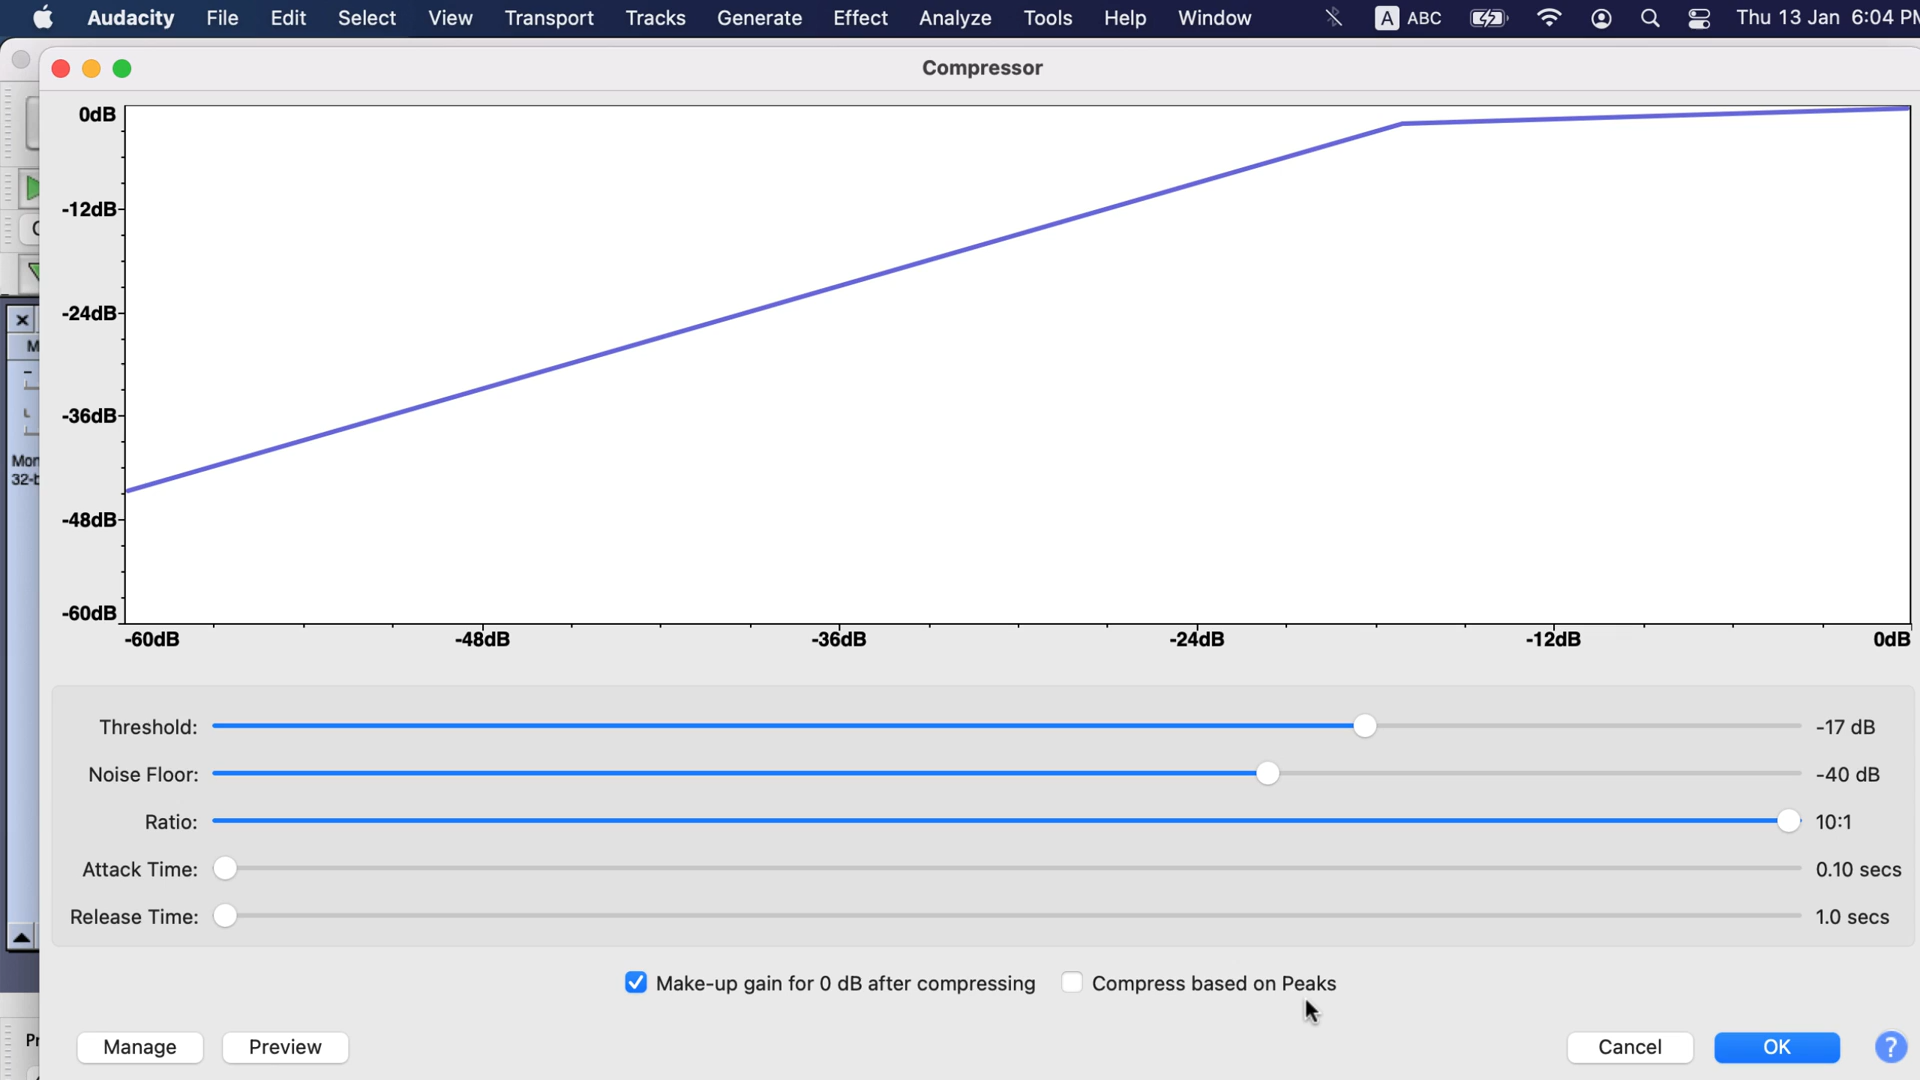 Audacity File Edit Select View Transport Tracks Generate Effect Analyze Tools Help Window A ABC Thu 13 Jan 6:04 PM
Compressor
0dB
-12dB
-24dB
-36dB
-48dB
-60dB
-60dB -48dB -36dB -24dB -12dB 0dB
M
Mon
32-b
Threshold: -17 dB
Noise Floor: -40 dB
Ratio: 10:1
Attack Time: 0.10 secs
Release Time: 1.0 secs
Make-up gain for 0 dB after compressing Compress based on Peaks
Pr
Manage Preview Cancel OK ?